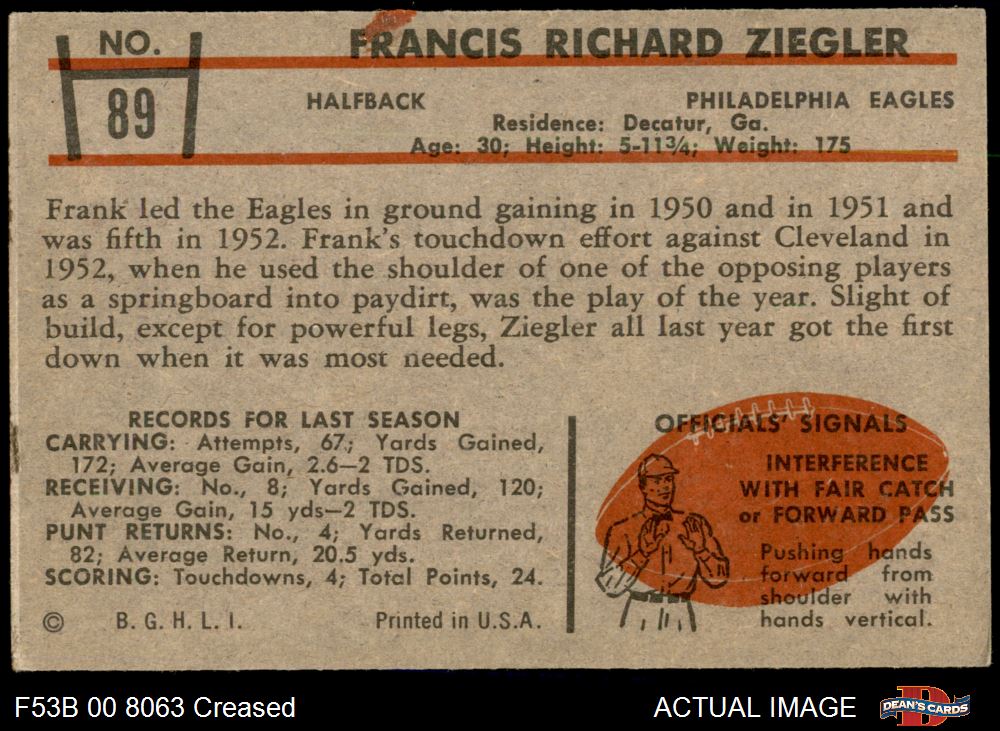 NO.
89
FRANCIS RICHARD ZIEGLER
HALFBACK PHILADELPHIA EAGLES
Residence: Decatur, Ga.
Age: 30; Height: 5-11¾; Weight: 175
Frank led the Eagles in ground gaining in 1950 and in 1951 and
was fifth in 1952. Frank's touchdown effort against Cleveland in
1952, when he used the shoulder of one of the opposing players
as a springboard into paydirt, was the play of the year. Slight of
build, except for powerful legs, Ziegler all last year got the first
down when it was most needed.
RECORDS FOR LAST SEASON
CARRYING: Attempts, 67; Yards Gained,
172; Average Gain, 2.6—2 TDS.
RECEIVING: No., 8; Yards Gained, 120;
Average Gain, 15 yds—2 TDS.
PUNT RETURNS: No., 4; Yards Returned,
82; Average Return, 20.5 yds.
SCORING: Touchdowns, 4; Total Points, 24.
© B. G. H. L. I. Printed in U.S.A.
OFFICIALS' SIGNALS
INTERFERENCE
WITH FAIR CATCH
or FORWARD PASS
Pushing hands
forward from
shoulder with
hands vertical.
F53B 00 8063 Creased ACTUAL IMAGE
DEAN'S CARDS